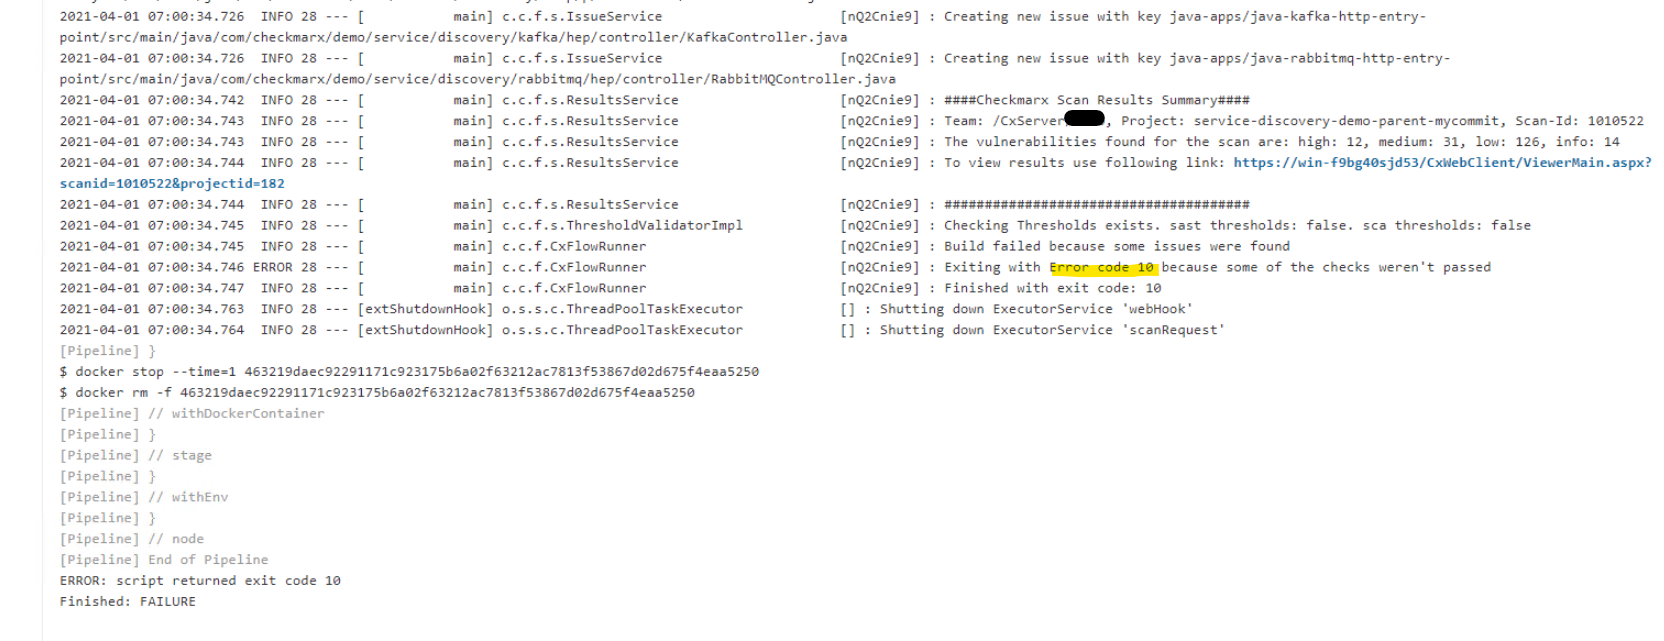 2021-04-01 07:00:34.726  INFO 28 --- [           main] c.c.f.s.IssueService                     [nQ2Cnie9] : Creating new issue with key java-apps/java-kafka-http-entry-
point/src/main/java/com/checkmarx/demo/service/discovery/kafka/hep/controller/KafkaController.java
2021-04-01 07:00:34.726  INFO 28 --- [           main] c.c.f.s.IssueService                     [nQ2Cnie9] : Creating new issue with key java-apps/java-rabbitmq-http-entry-
point/src/main/java/com/checkmarx/demo/service/discovery/rabbitmq/hep/controller/RabbitMQController.java
2021-04-01 07:00:34.742  INFO 28 --- [           main] c.c.f.s.ResultsService                   [nQ2Cnie9] : ####Checkmarx Scan Results Summary####
2021-04-01 07:00:34.743  INFO 28 --- [           main] c.c.f.s.ResultsService                   [nQ2Cnie9] : Team: /CxServer , Project: service-discovery-demo-parent-mycommit, Scan-Id: 1010522
2021-04-01 07:00:34.743  INFO 28 --- [           main] c.c.f.s.ResultsService                   [nQ2Cnie9] : The vulnerabilities found for the scan are: high: 12, medium: 31, low: 126, info: 14
2021-04-01 07:00:34.744  INFO 28 --- [           main] c.c.f.s.ResultsService                   [nQ2Cnie9] : To view results use following link: https://win-f9bg40sjd53/CxWebClient/ViewerMain.aspx?
scanid=1010522&projectid=182
2021-04-01 07:00:34.744  INFO 28 --- [           main] c.c.f.s.ResultsService                   [nQ2Cnie9] : ######################################
2021-04-01 07:00:34.745  INFO 28 --- [           main] c.c.f.s.ThresholdValidatorImpl           [nQ2Cnie9] : Checking Thresholds exists. sast thresholds: false. sca thresholds: false
2021-04-01 07:00:34.745  INFO 28 --- [           main] c.c.f.CxFlowRunner                       [nQ2Cnie9] : Build failed because some issues were found
2021-04-01 07:00:34.746 ERROR 28 --- [           main] c.c.f.CxFlowRunner                       [nQ2Cnie9] : Exiting with Error code 10 because some of the checks weren't passed
2021-04-01 07:00:34.747  INFO 28 --- [           main] c.c.f.CxFlowRunner                       [nQ2Cnie9] : Finished with exit code: 10
2021-04-01 07:00:34.763  INFO 28 --- [extShutdownHook] o.s.s.c.ThreadPoolTaskExecutor           [] : Shutting down ExecutorService 'webHook'
2021-04-01 07:00:34.764  INFO 28 --- [extShutdownHook] o.s.s.c.ThreadPoolTaskExecutor           [] : Shutting down ExecutorService 'scanRequest'
[Pipeline] }
$ docker stop --time=1 463219daec92291171c923175b6a02f63212ac7813f53867d02d675f4eaa5250
$ docker rm -f 463219daec92291171c923175b6a02f63212ac7813f53867d02d675f4eaa5250
[Pipeline] // withDockerContainer
[Pipeline] }
[Pipeline] // stage
[Pipeline] }
[Pipeline] // withEnv
[Pipeline] }
[Pipeline] // node
[Pipeline] End of Pipeline
ERROR: script returned exit code 10
Finished: FAILURE